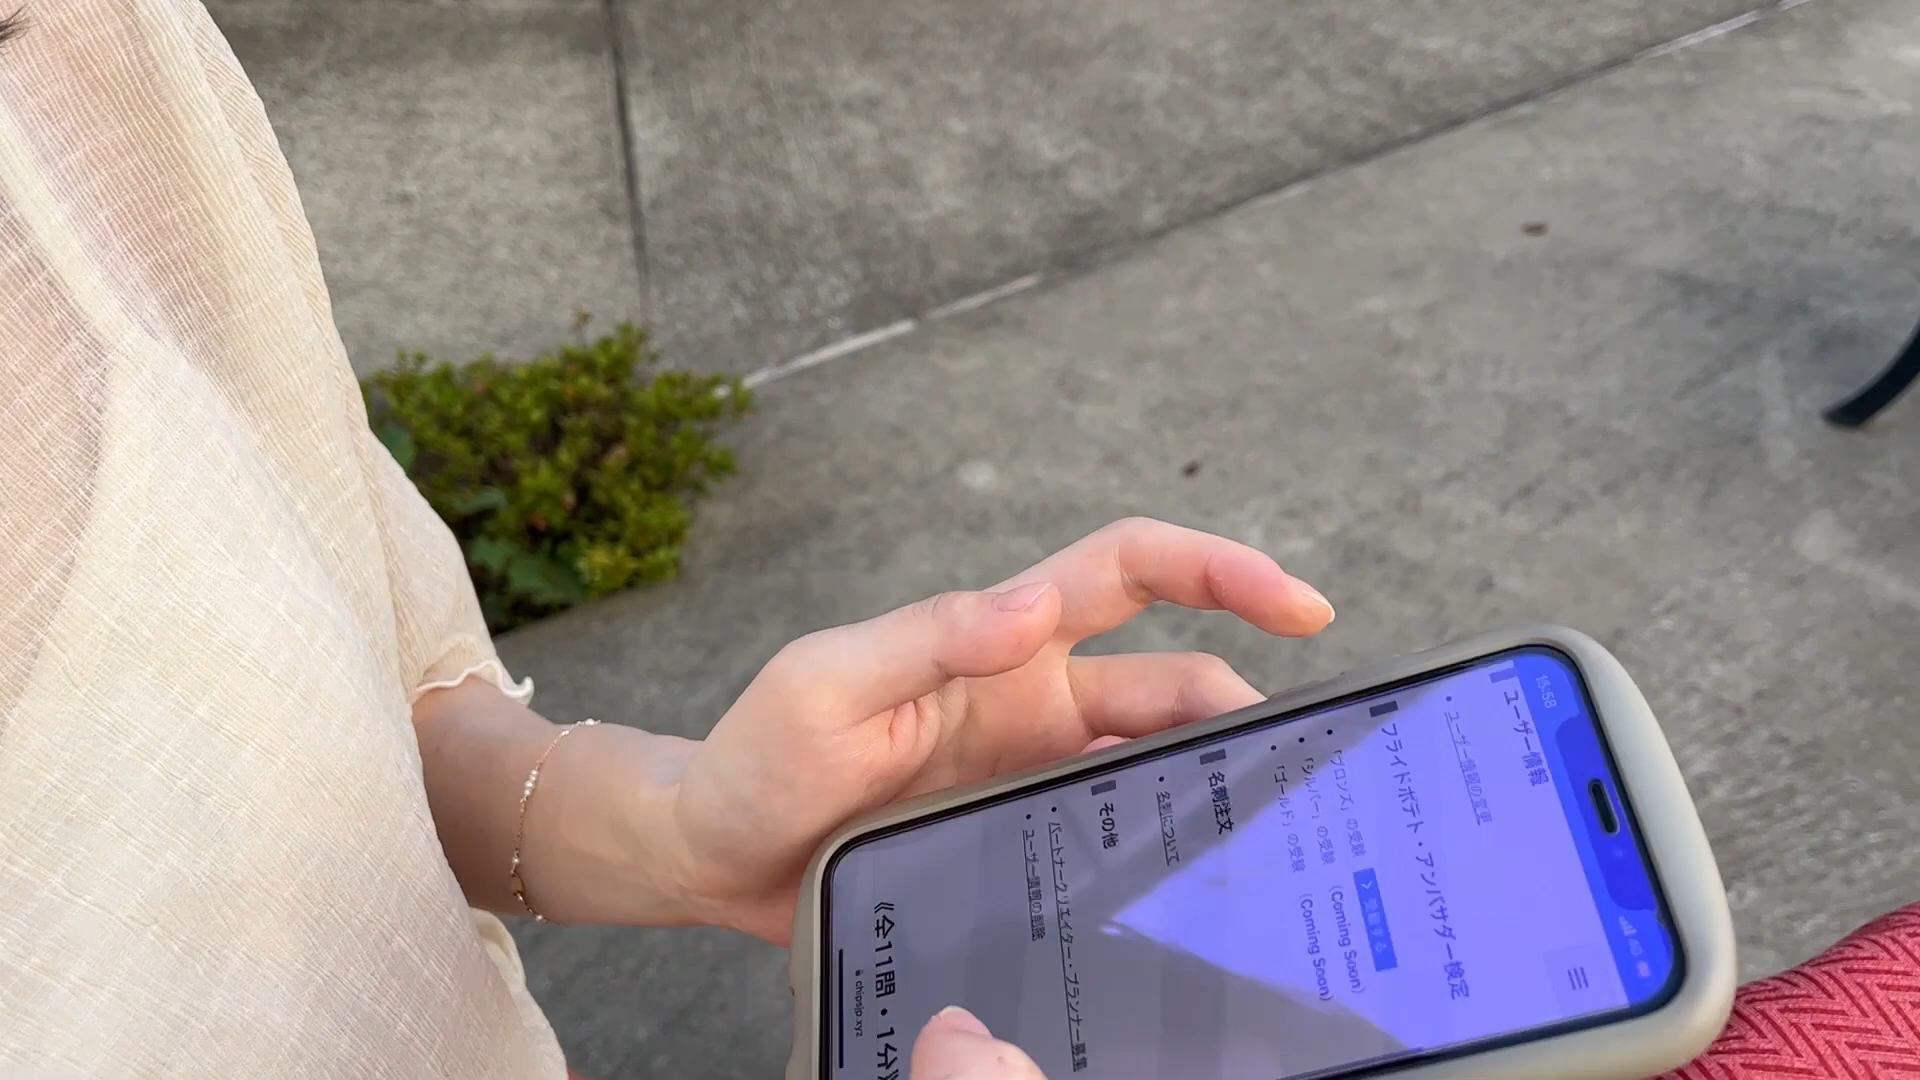 15:58
4G
ユーザー情報
・ユーザー情報の変更
フライドポテト・アンバサダー検定
・「ブロンズ」の受験 > 受験する
・「シルバー」の受験 (Coming Soon)
・「ゴールド」の受験 (Coming Soon)
名刺注文
・名刺について
その他
・パートナークリエイター・プランナー募集
・ユーザー情報の削除
《全11問・1分》
chipsjp.xyz